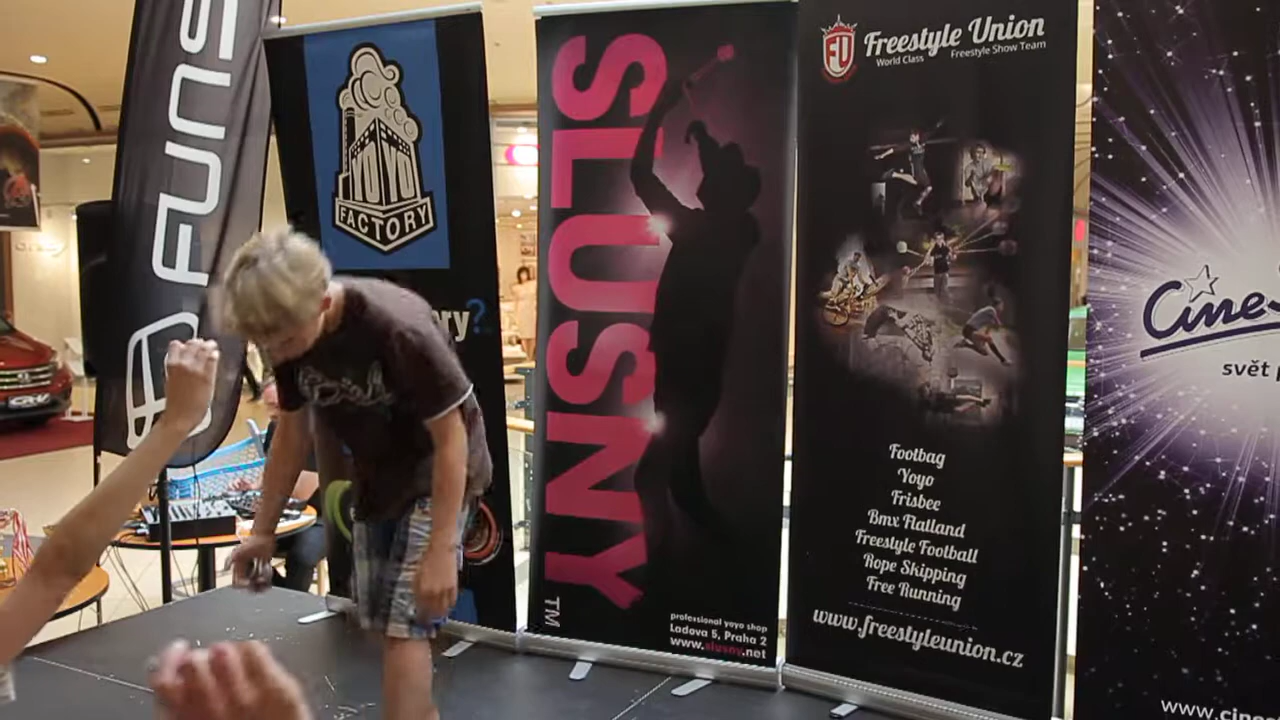 FUNS
YOYO
FACTORY
ory?
SLUSNY
TM
professional yoyo shop
Ladova 5, Praha 2
www.slusny.net
FU
Freestyle Union
World Class Freestyle Show Team
Footbag
Yoyo
Frisbee
Bmx Flatland
Freestyle Football
Rope Skipping
Free Running
www.freestyleunion.cz
Cine
svět p
www.cine
CR-V